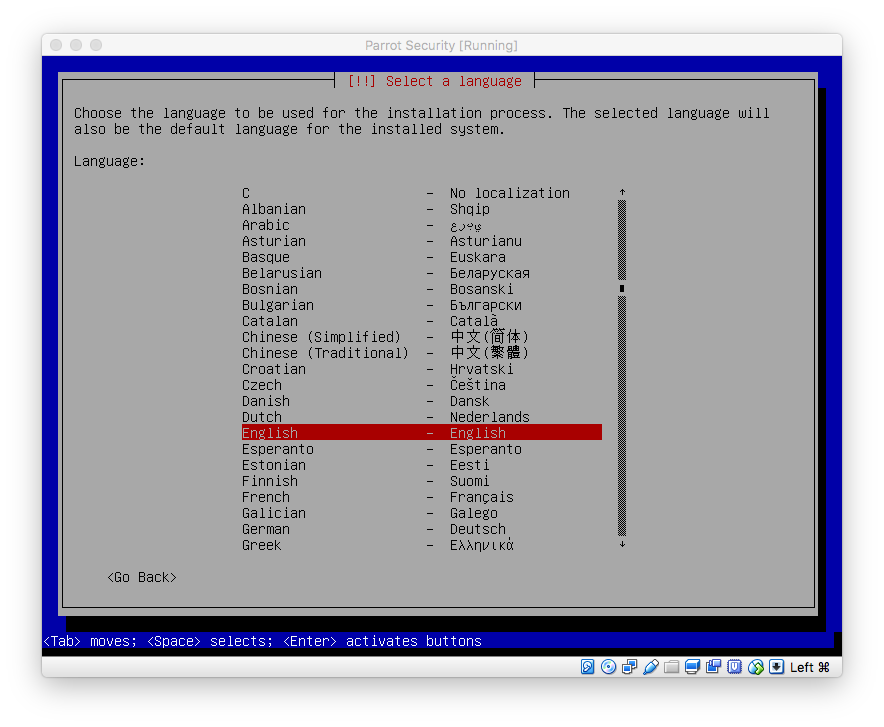 Parrot Security [Running]
[!!] Select a language
Choose the language to be used for the installation process. The selected language will
also be the default language for the installed system.
Language:
C - No localization
Albanian - Shqip
Arabic - عربي
Asturian - Asturianu
Basque - Euskara
Belarusian - Беларуская
Bosnian - Bosanski
Bulgarian - Български
Catalan - Català
Chinese (Simplified) - 中文(简体)
Chinese (Traditional) - 中文(繁體)
Croatian - Hrvatski
Czech - Čeština
Danish - Dansk
Dutch - Nederlands
English - English
Esperanto - Esperanto
Estonian - Eesti
Finnish - Suomi
French - Français
Galician - Galego
German - Deutsch
Greek - Ελληνικά
<Go Back>
<Tab> moves; <Space> selects; <Enter> activates buttons
Left ⌘